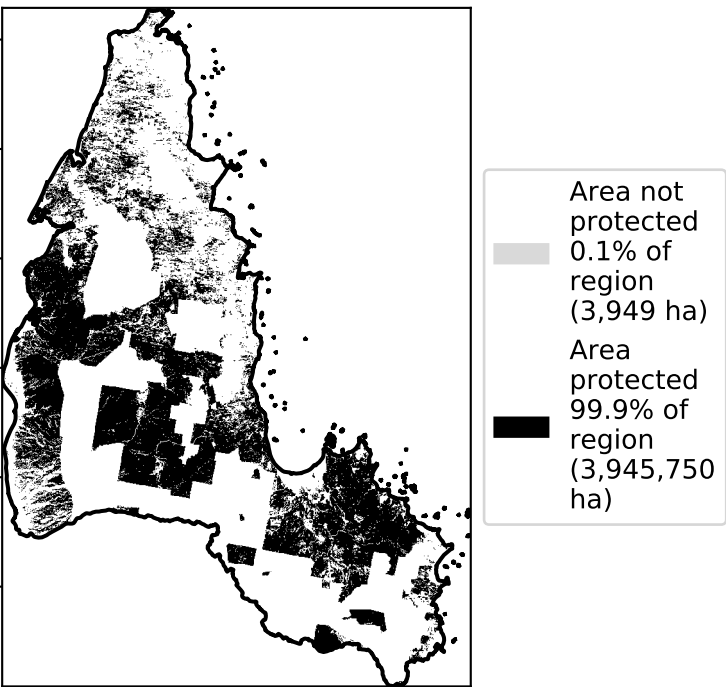 Area not
protected
0.1% of
region
(3,949 ha)
Area
protected
99.9% of
region
(3,945,750
ha)